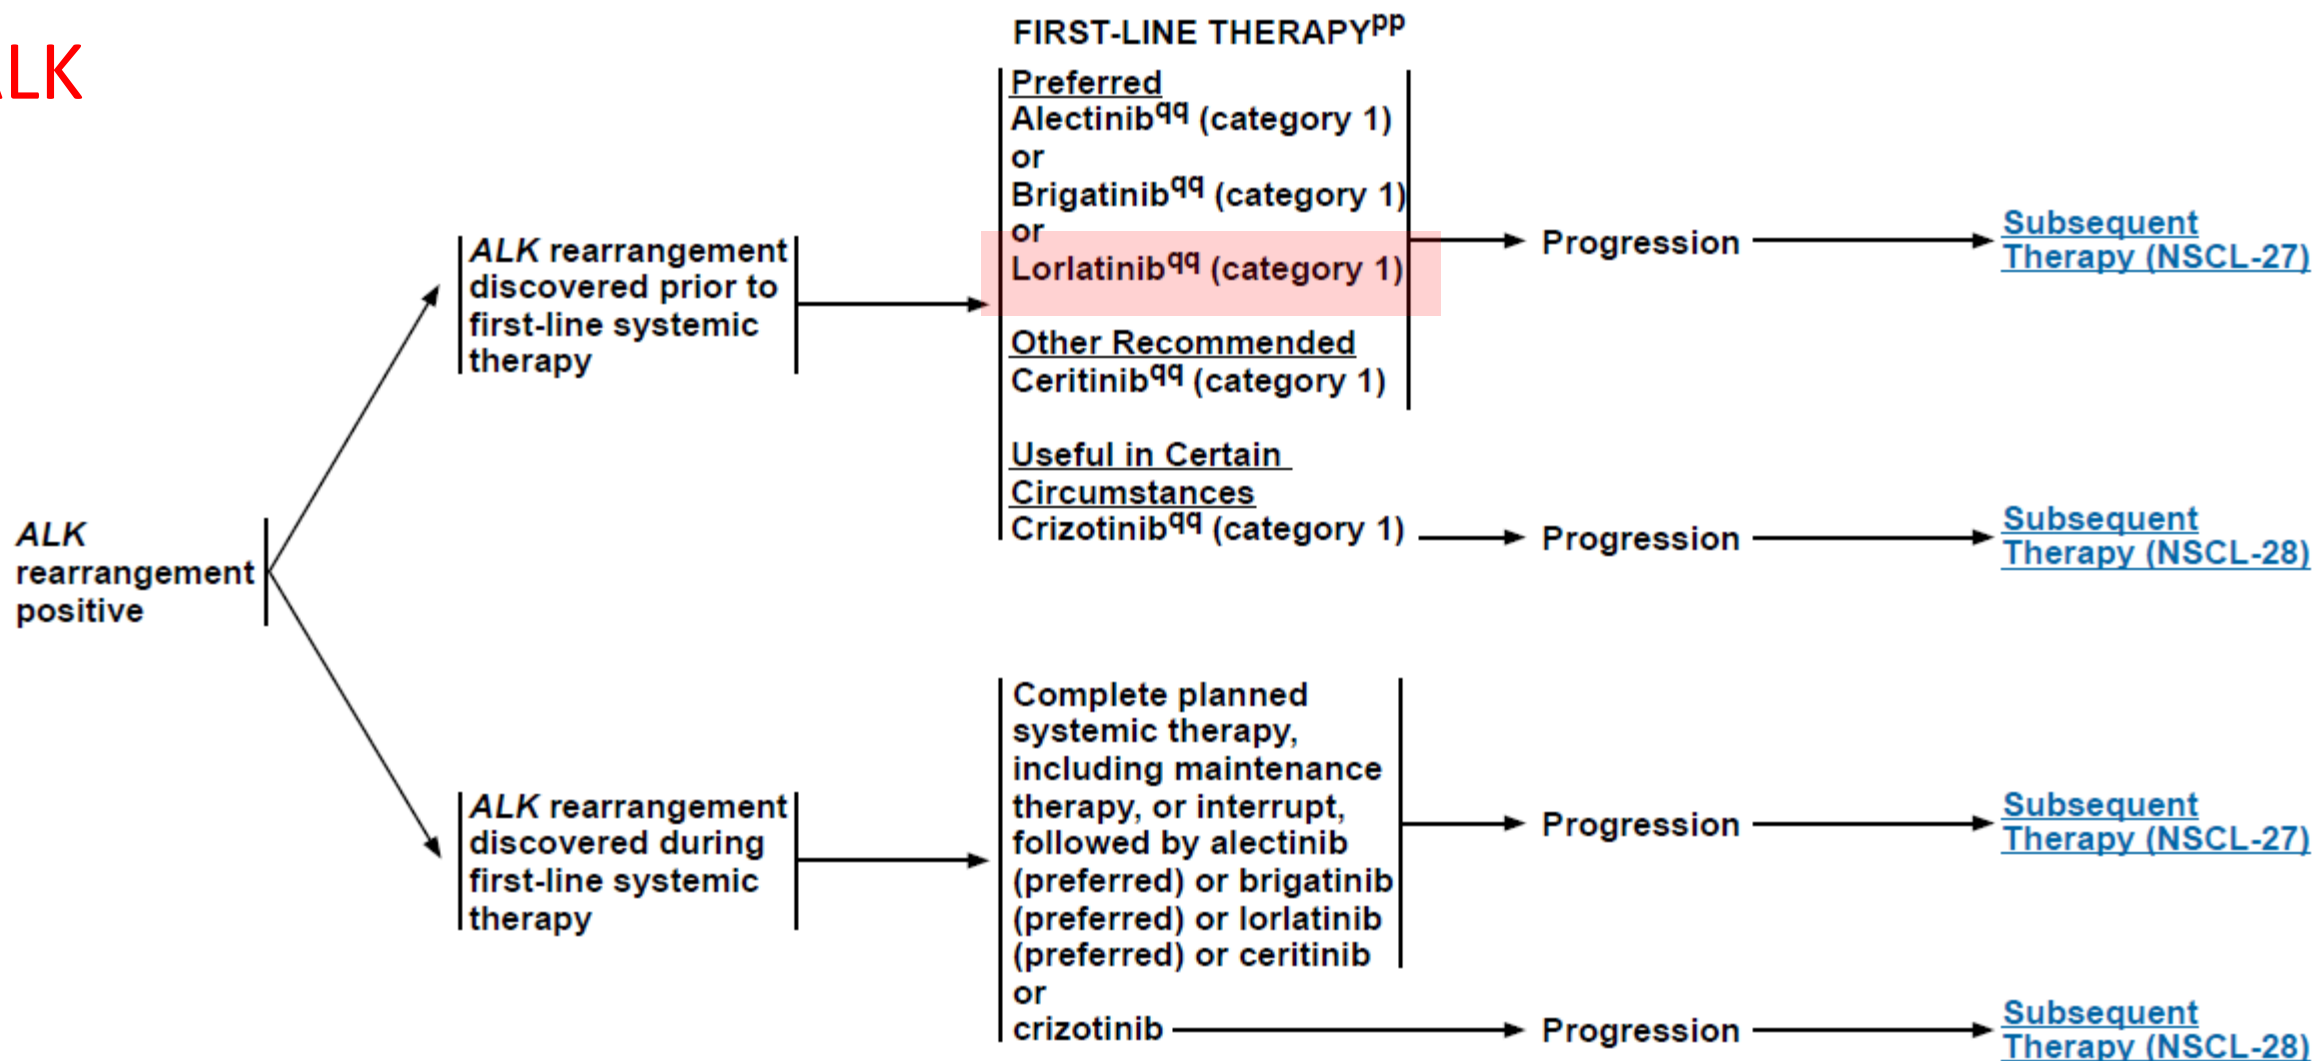 ALK
FIRST-LINE THERAPYpp
Preferred
Alectinibqq (category 1)
or
Brigatinibqq (category 1)
or
Lorlatinibqq (category 1)
Other Recommended
Ceritinibqq (category 1)
Useful in Certain
Circumstances
Crizotinibqq (category 1)
ALK rearrangement
discovered prior to
first-line systemic
therapy
Progression
Subsequent
Therapy (NSCL-27)
Progression
Subsequent
Therapy (NSCL-28)
ALK
rearrangement
positive
ALK rearrangement
discovered during
first-line systemic
therapy
Complete planned
systemic therapy,
including maintenance
therapy, or interrupt,
followed by alectinib
(preferred) or brigatinib
(preferred) or lorlatinib
(preferred) or ceritinib
or
crizotinib
Progression
Subsequent
Therapy (NSCL-27)
Progression
Subsequent
Therapy (NSCL-28)